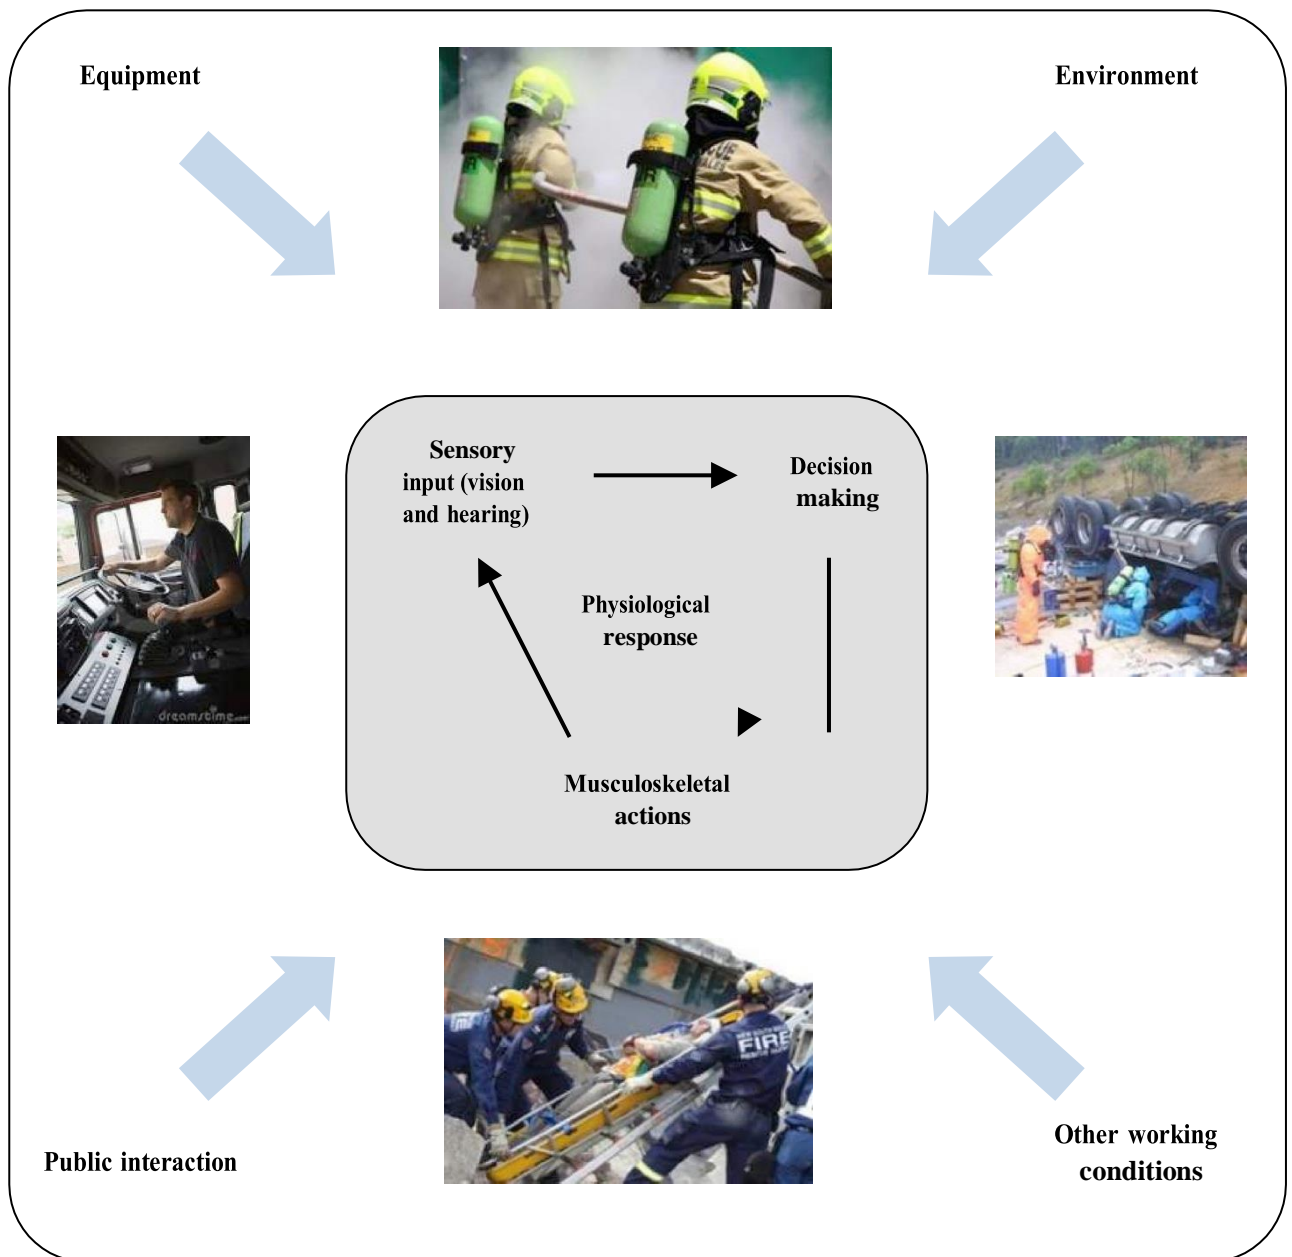 Equipment
Environment
Sensory
input (vision
and hearing)
Decision
making
Physiological
response
Musculoskeletal
actions
dreamstime
FIRE
Public interaction
Other working
conditions